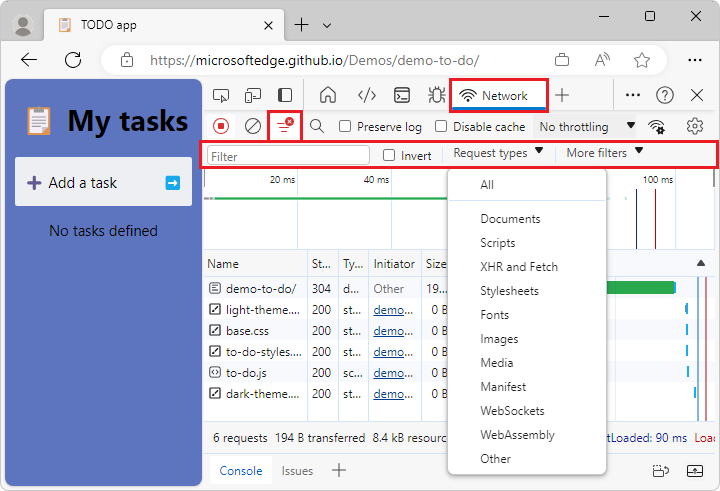 TODO app
https://microsoftedge.github.io/Demos/demo-to-do/
My tasks
Add a task
No tasks defined
Network
Preserve log
Disable cache
No throttling
Filter
Invert
Request types
More filters
20 ms
40 ms
100 ms
All
Documents
Scripts
XHR and Fetch
Stylesheets
Fonts
Images
Media
Manifest
WebSockets
WebAssembly
Other
Name St... Ty... Initiator Size
demo-to-do/ 304 d... Other 19...
light-theme.... 200 st... demo... 0 B
base.css 200 st... demo... 0 B
to-do-styles... 200 st... demo... 0 B
to-do.js 200 sc... demo... 0 B
dark-theme.... 200 st... demo... 0 B
6 requests 194 B transferred 8.4 kB resourc tLoaded: 90 ms Loa
Console Issues